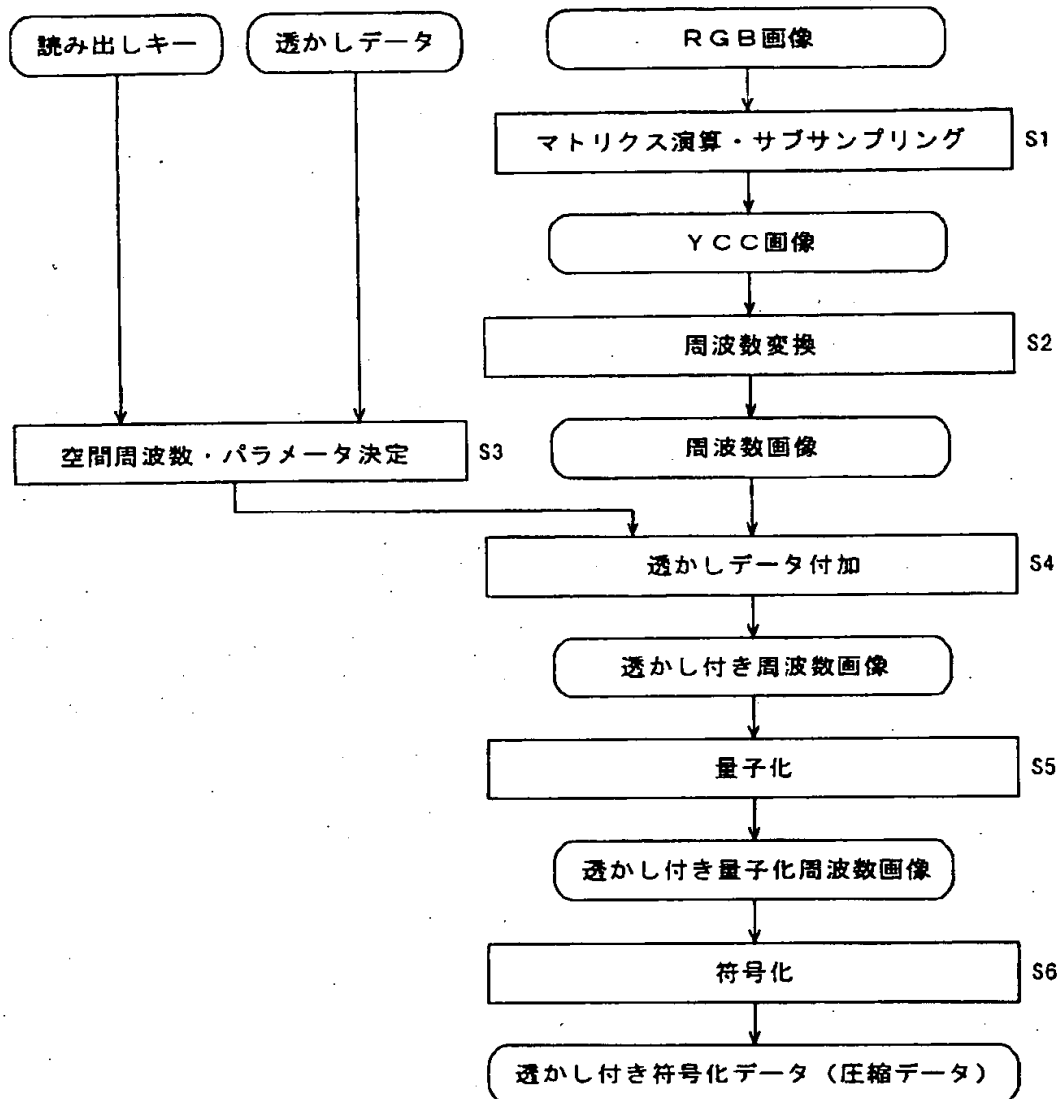 読み出しキー
透かしデータ
RGB画像
マトリクス演算・サブサンプリング S1
YCC画像
周波数変換 S2
空間周波数・パラメータ決定 S3
周波数画像
透かしデータ付加 S4
透かし付き周波数画像
量子化 S5
透かし付き量子化周波数画像
符号化 S6
透かし付き符号化データ(圧縮データ)